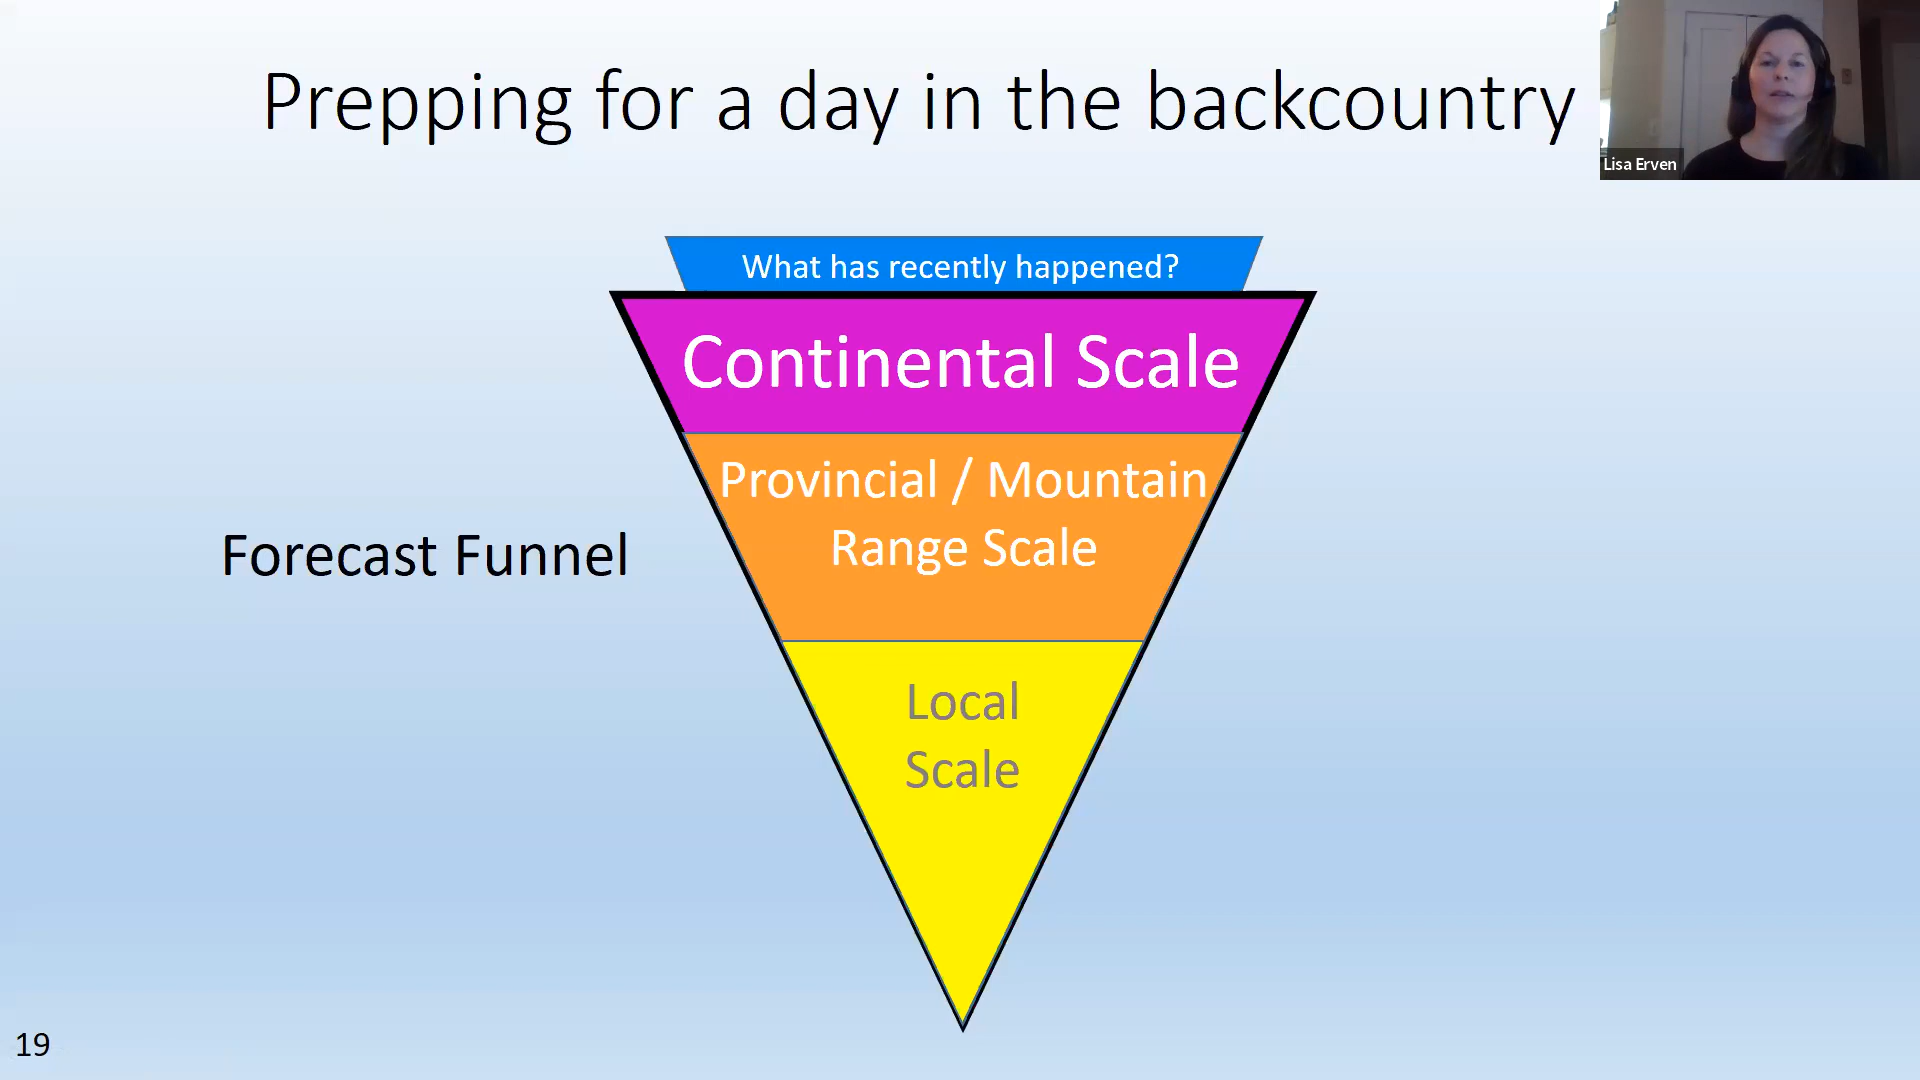 Prepping for a day in the backcountry
Lisa Erven
What has recently happened?
Continental Scale
Provincial / Mountain
Range Scale
Forecast Funnel
Local
Scale
19